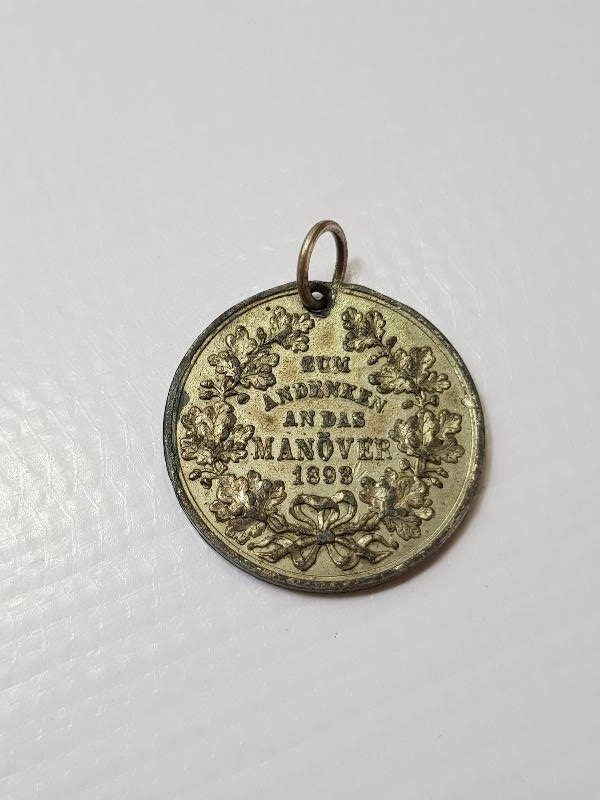 ZUM
ANDENKEN
AN DAS
MANÖVER
1893